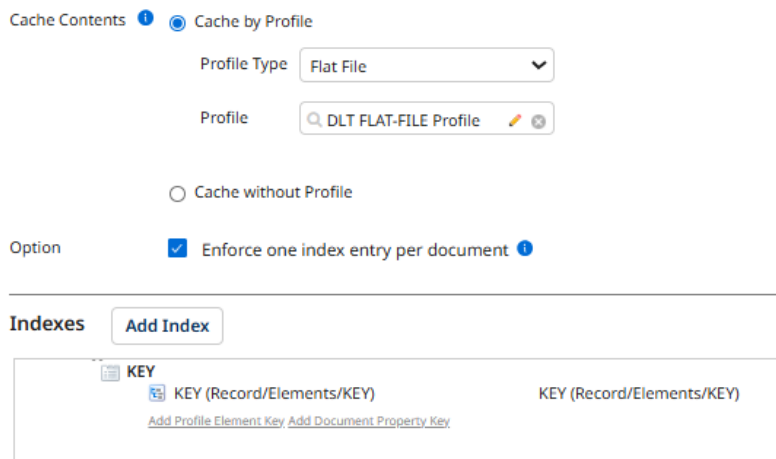 Cache Contents Cache by Profile
Profile Type Flat File
Profile DLT FLAT-FILE Profile
Cache without Profile
Option Enforce one index entry per document
Indexes Add Index
KEY
KEY (Record/Elements/KEY) KEY (Record/Elements/KEY)
Add Profile Element Key Add Document Property Key